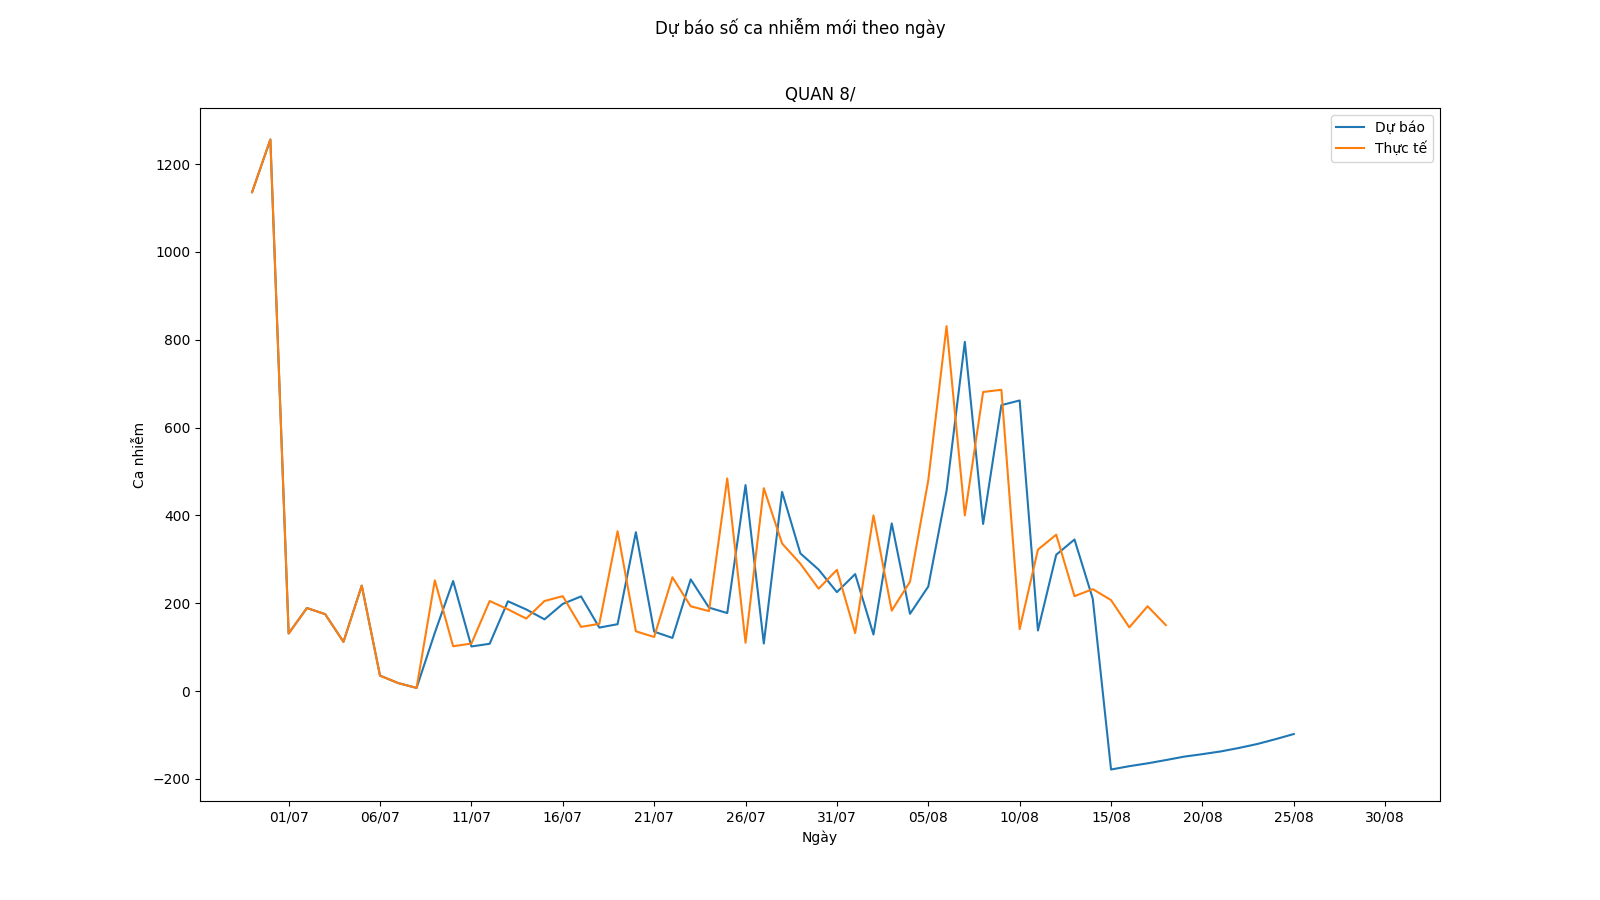 Dự báo số ca nhiễm mới theo ngày
QUAN 8/
Dự báo
Thực tế
1200
1000
800
600
400
200
0
−200
Ca nhiễm
01/07 06/07 11/07 16/07 21/07 26/07 31/07 05/08 10/08 15/08 20/08 25/08 30/08
Ngày